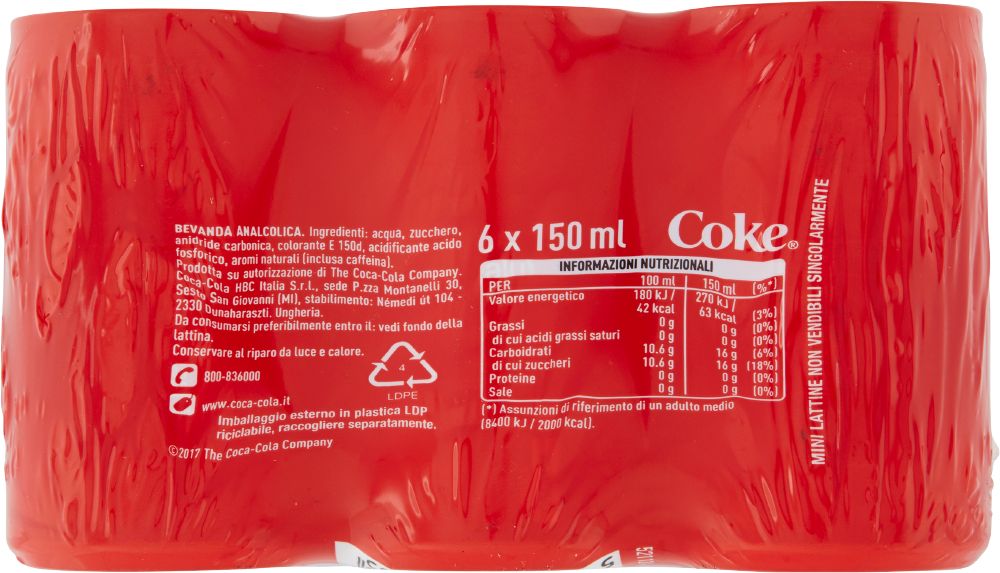 BEVANDA ANALCOLICA. Ingredienti: acqua, zucchero,
anidride carbonica, colorante E 150d, acidificante acido
fosforico, aromi naturali (inclusa caffeina).
Prodotta su autorizzazione di The Coca-Cola Company.
Coca-Cola HBC Italia S.r.l., sede P.zza Montanelli 30,
Sesto San Giovanni (MI), stabilimento: Némedi út 104 -
2330 Dunaharaszti. Ungheria.
Da consumarsi preferibilmente entro il: vedi fondo della
lattina.
Conservare al riparo da luce e calore.
800-836000
www.coca-cola.it
4
LDPE
Imballaggio esterno in plastica LDP
riciclabile, raccogliere separatamente.
©2017 The Coca-Cola Company
6 x 150 ml
Coke®
INFORMAZIONI NUTRIZIONALI
PER 100 ml 150 ml (%*)
Valore energetico 180 kJ / 270 kJ /
42 kcal 63 kcal (3%)
Grassi 0 g 0 g (0%)
di cui acidi grassi saturi 0 g 0 g (0%)
Carboidrati 10.6 g 16 g (6%)
di cui zuccheri 10.6 g 16 g (18%)
Proteine 0 g 0 g (0%)
Sale 0 g 0 g (0%)
(*) Assunzioni di riferimento di un adulto medio
(8400 kJ / 2000 kcal).
MINI LATTINE NON VENDIBILI SINGOLARMENTE